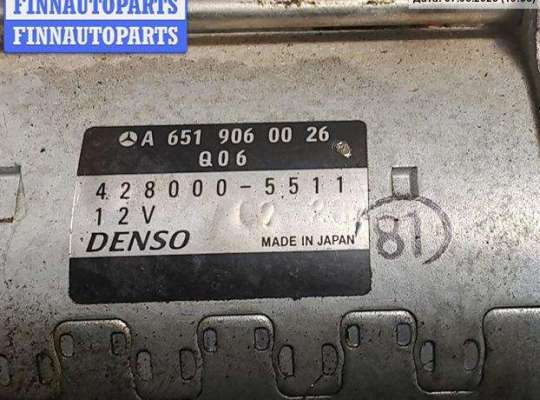 FINNAUTOPARTS
FINNAUTOPARTS
A 651 906 00 26
Q06
428000-5511
12V
DENSO
MADE IN JAPAN
81